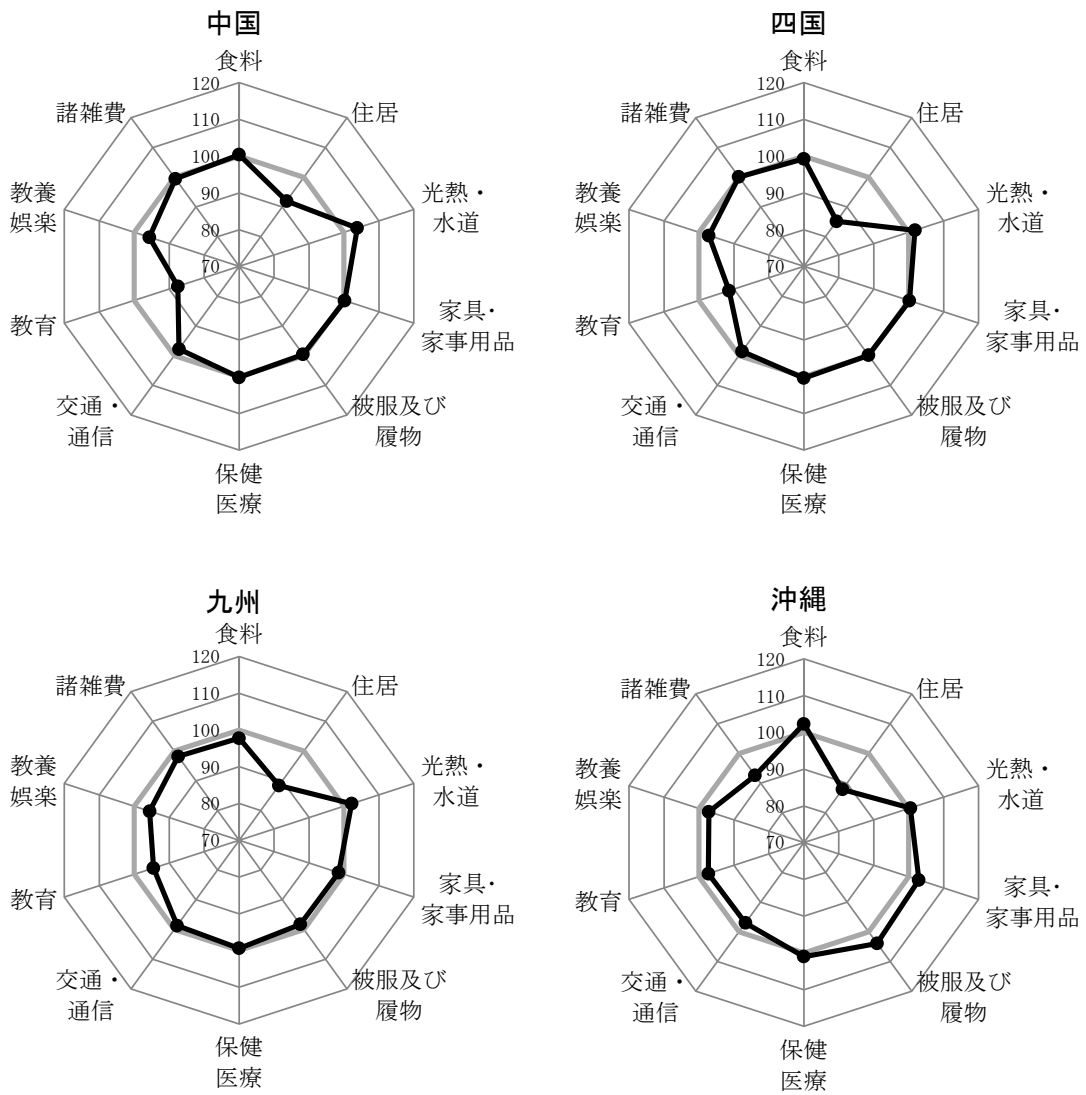 中国
食料
住居
光熱・
水道
家具・
家事用品
被服及び
履物
保健
医療
交通・
通信
教育
教養
娯楽
諸雑費
120
110
100
90
80
70
四国
食料
住居
光熱・
水道
家具・
家事用品
被服及び
履物
保健
医療
交通・
通信
教育
教養
娯楽
諸雑費
120
110
100
90
80
70
九州
食料
住居
光熱・
水道
家具・
家事用品
被服及び
履物
保健
医療
交通・
通信
教育
教養
娯楽
諸雑費
120
110
100
90
80
70
沖縄
食料
住居
光熱・
水道
家具・
家事用品
被服及び
履物
保健
医療
交通・
通信
教育
教養
娯楽
諸雑費
120
110
100
90
80
70